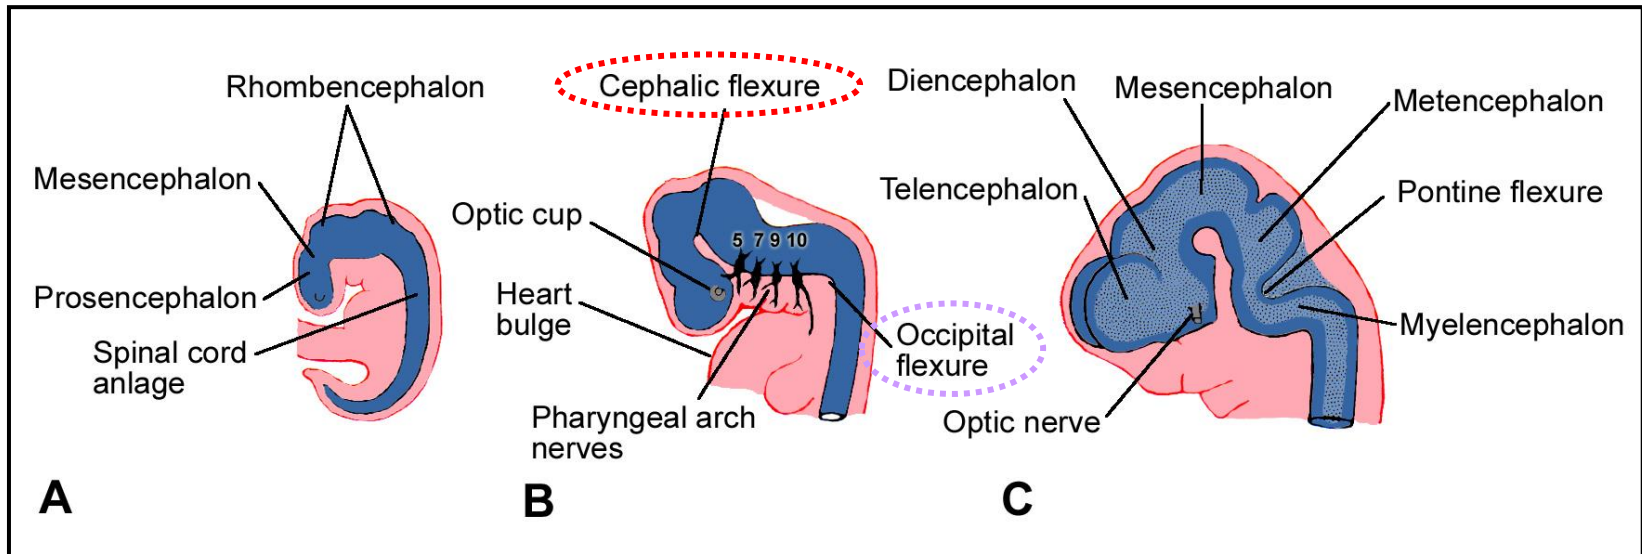 Rhombencephalon
Mesencephalon
Prosencephalon
Spinal cord
anlage
A
Cephalic flexure
Optic cup
5 7 9 10
Heart
bulge
Occipital
flexure
Pharyngeal arch
nerves
B
Diencephalon
Mesencephalon
Metencephalon
Telencephalon
Pontine flexure
Myelencephalon
Optic nerve
C